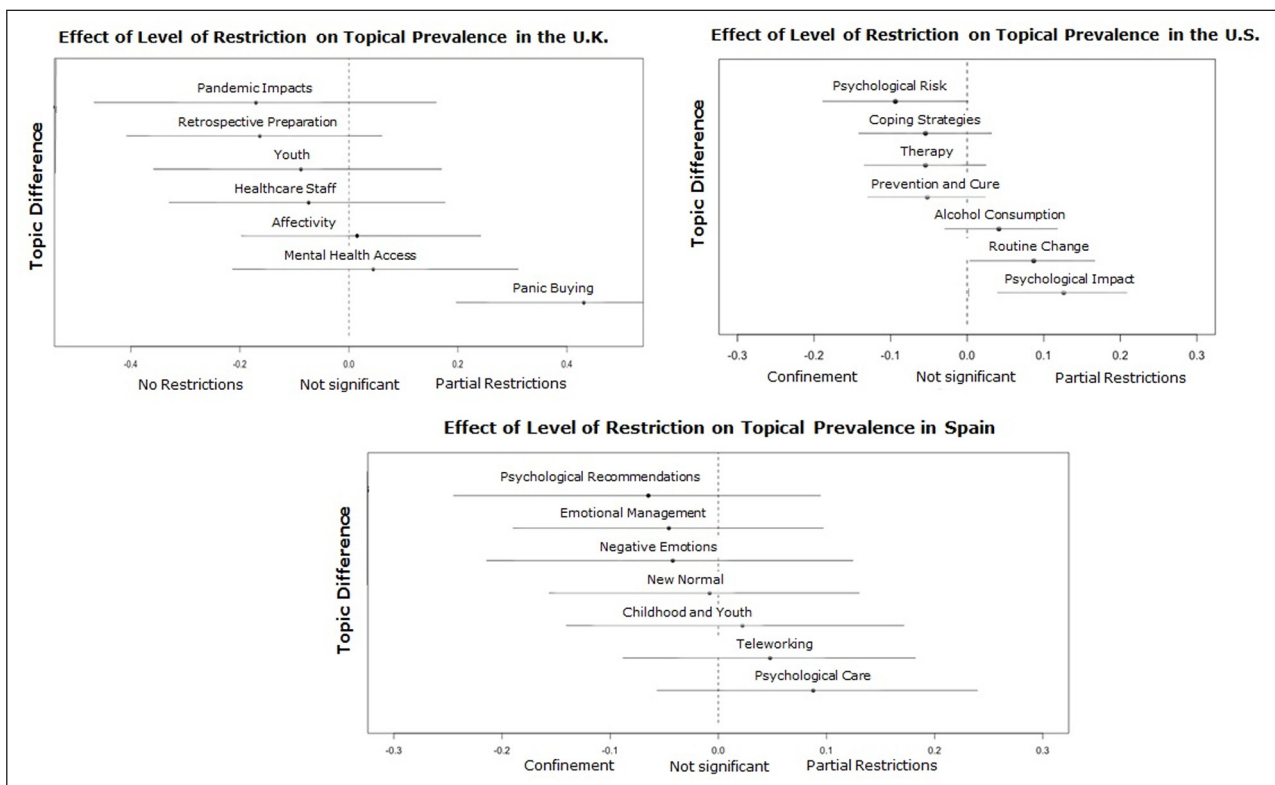 Effect of Level of Restriction on Topical Prevalence in the U.K.
Topic Difference
Pandemic Impacts
Retrospective Preparation
Youth
Healthcare Staff
Affectivity
Mental Health Access
Panic Buying
-0.4 -0.2 0.0 0.2 0.4
No Restrictions Not significant Partial Restrictions
Effect of Level of Restriction on Topical Prevalence in the U.S.
Topic Difference
Psychological Risk
Coping Strategies
Therapy
Prevention and Cure
Alcohol Consumption
Routine Change
Psychological Impact
-0.3 -0.2 -0.1 0.0 0.1 0.2 0.3
Confinement Not significant Partial Restrictions
Effect of Level of Restriction on Topical Prevalence in Spain
Topic Difference
Psychological Recommendations
Emotional Management
Negative Emotions
New Normal
Childhood and Youth
Teleworking
Psychological Care
-0.3 -0.2 -0.1 0.0 0.1 0.2 0.3
Confinement Not significant Partial Restrictions